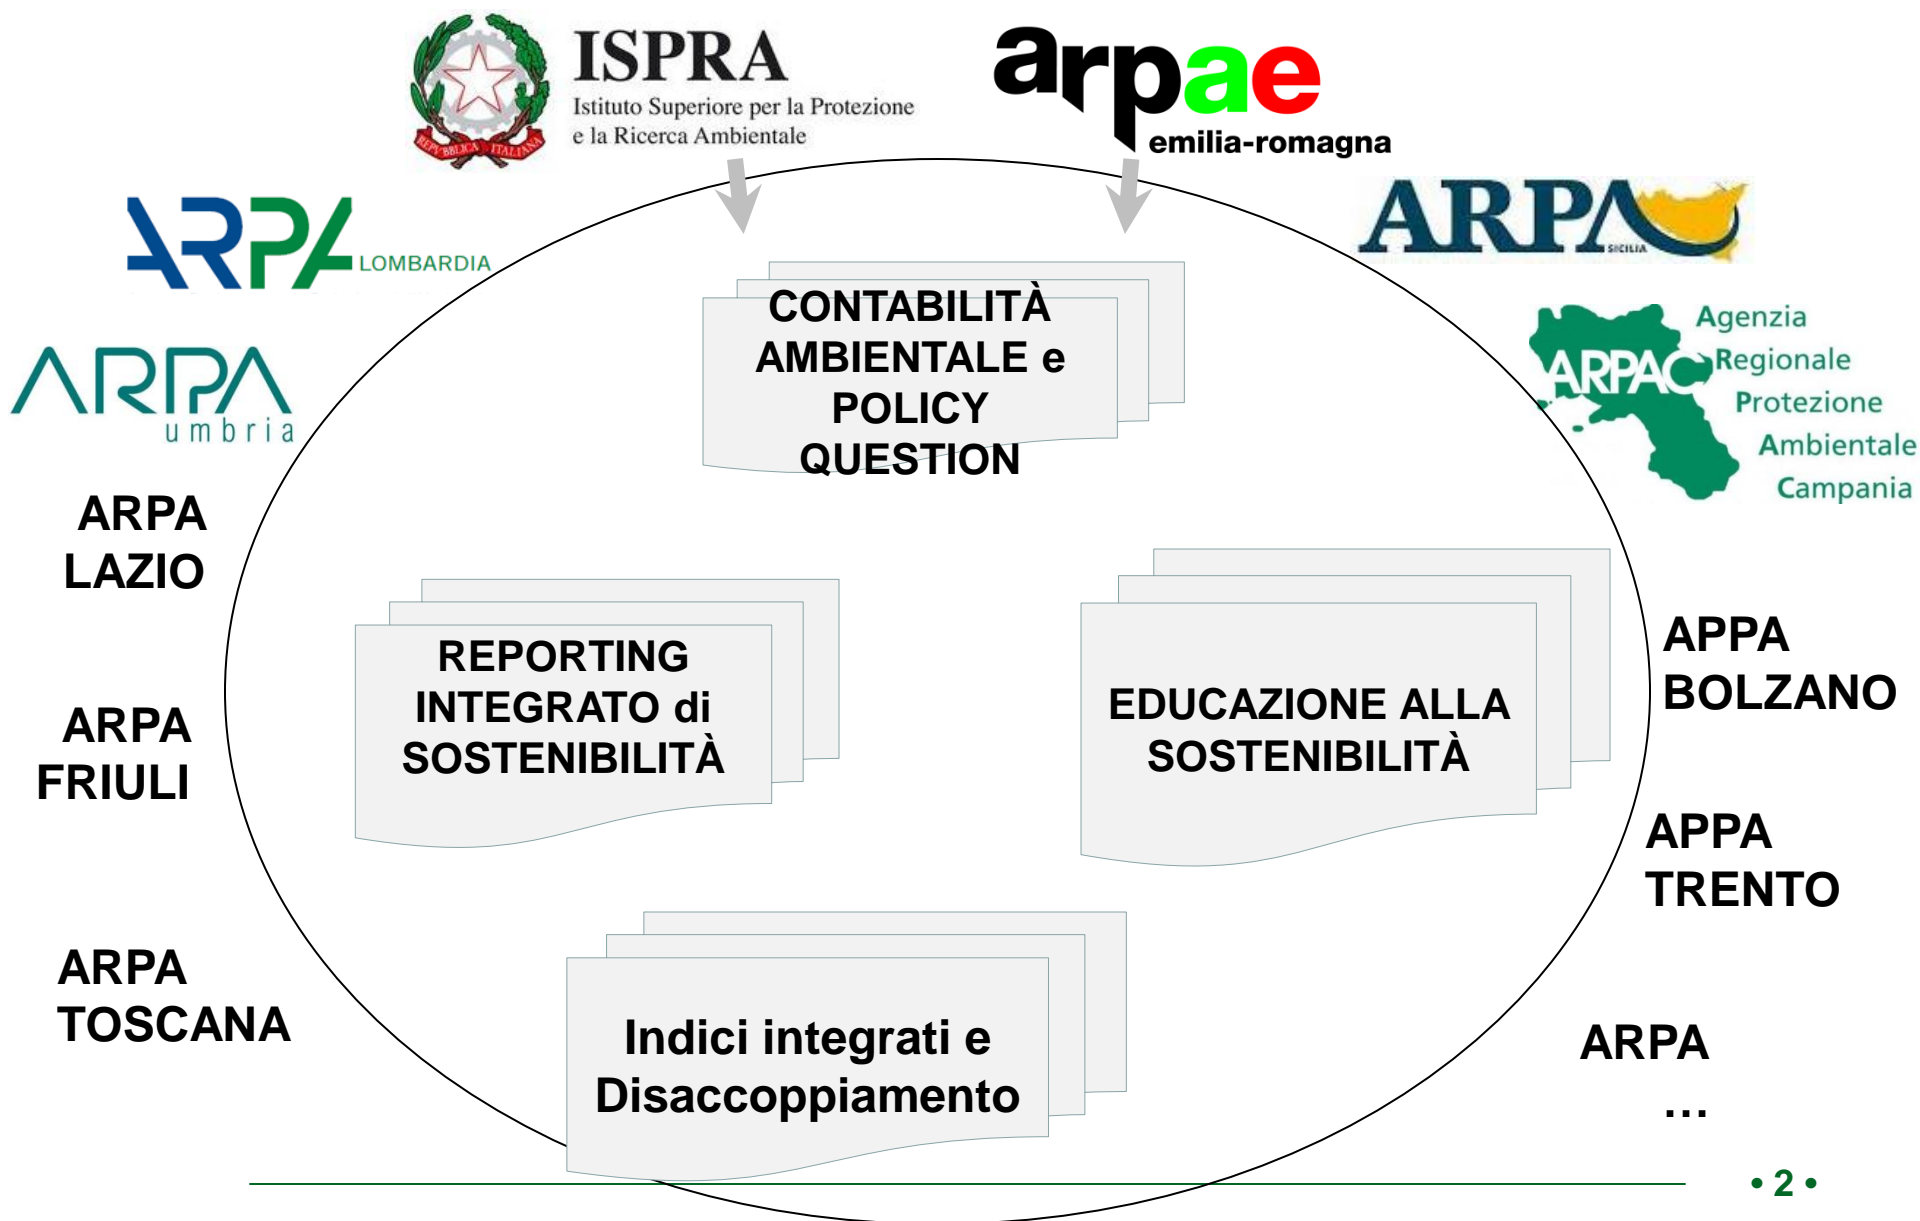 ISPRA
Istituto Superiore per la Protezione
e la Ricerca Ambientale
REPVBBLICA ITALIANA
arpae
emilia-romagna
ARPA LOMBARDIA
ARPA
SICILIA
ARPA
umbria
ARPAC
Agenzia
Regionale
Protezione
Ambientale
Campania
CONTABILITÀ
AMBIENTALE e
POLICY
QUESTION
ARPA
LAZIO
REPORTING
INTEGRATO di
SOSTENIBILITÀ
EDUCAZIONE ALLA
SOSTENIBILITÀ
APPA
BOLZANO
ARPA
FRIULI
APPA
TRENTO
ARPA
TOSCANA
Indici integrati e
Disaccoppiamento
ARPA
...
• 2 •